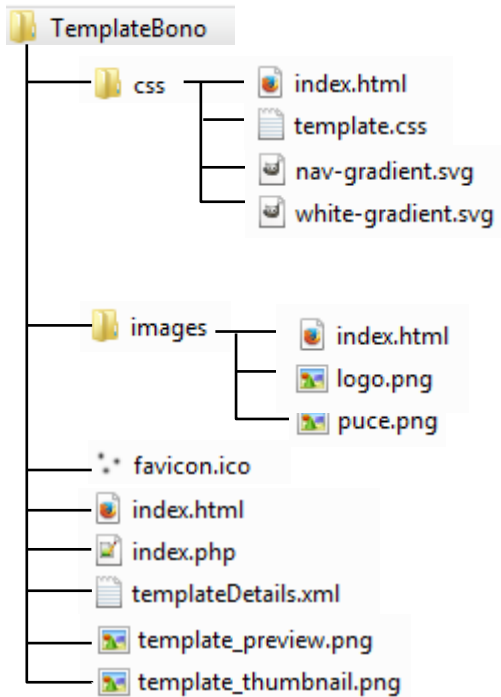 TemplateBono
css
index.html
template.css
nav-gradient.svg
white-gradient.svg
images
index.html
logo.png
puce.png
favicon.ico
index.html
index.php
templateDetails.xml
template_preview.png
template_thumbnail.png